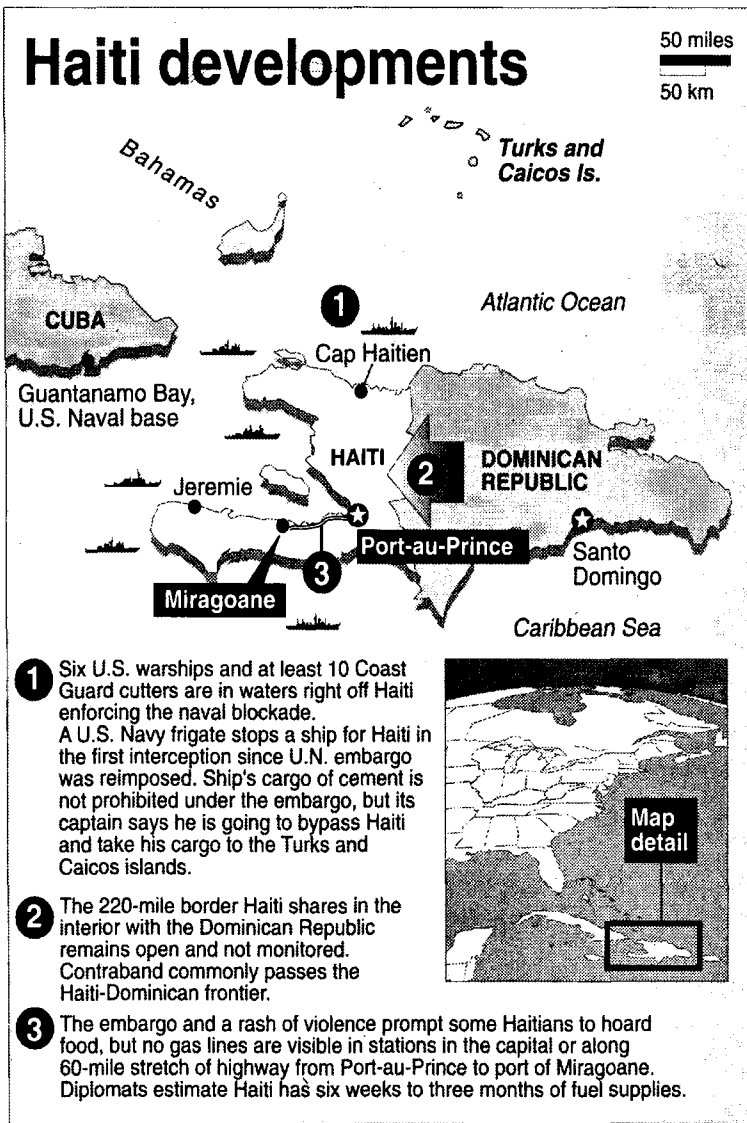 Haiti developments
50 miles
50 km
Bahamas
Turks and
Caicos Is.
1
Atlantic Ocean
CUBA
Cap Haitien
Guantanamo Bay,
U.S. Naval base
HAITI
2
DOMINICAN
REPUBLIC
Jeremie
Port-au-Prince
3
Santo
Domingo
Miragoane
Caribbean Sea
1 Six U.S. warships and at least 10 Coast
Guard cutters are in waters right off Haiti
enforcing the naval blockade.
A U.S. Navy frigate stops a ship for Haiti in
the first interception since U.N. embargo
was reimposed. Ship's cargo of cement is
not prohibited under the embargo, but its
captain says he is going to bypass Haiti
and take his cargo to the Turks and
Caicos islands.
Map
detail
2 The 220-mile border Haiti shares in the
interior with the Dominican Republic
remains open and not monitored.
Contraband commonly passes the
Haiti-Dominican frontier.
3 The embargo and a rash of violence prompt some Haitians to hoard
food, but no gas lines are visible in stations in the capital or along
60-mile stretch of highway from Port-au-Prince to port of Miragoane.
Diplomats estimate Haiti has six weeks to three months of fuel supplies.